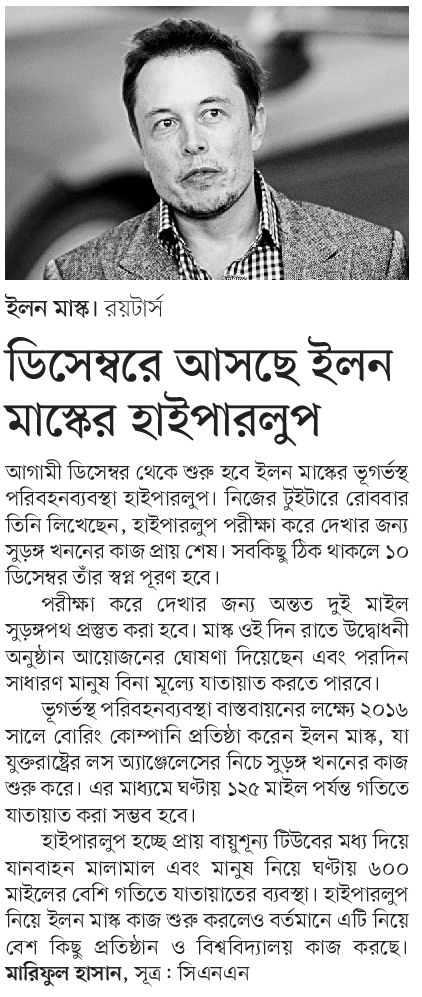 ইলন মাস্ক। রয়টার্স
ডিসেম্বরে আসছে ইলন
মাস্কের হাইপারলুপ
আগামী ডিসেম্বর থেকে শুরু হবে ইলন মাস্কের ভূগর্ভস্থ
পরিবহনব্যবস্থা হাইপারলুপ। নিজের টুইটারে রোববার
তিনি লিখেছেন, হাইপারলুপ পরীক্ষা করে দেখার জন্য
সুড়ঙ্গ খননের কাজ প্রায় শেষ। সবকিছু ঠিক থাকলে ১০
ডিসেম্বর তাঁর স্বপ্ন পূরণ হবে।
পরীক্ষা করে দেখার জন্য অন্তত দুই মাইল
সুড়ঙ্গপথ প্রস্তুত করা হবে। মাস্ক ওই দিন রাতে উদ্বোধনী
অনুষ্ঠান আয়োজনের ঘোষণা দিয়েছেন এবং পরদিন
সাধারণ মানুষ বিনা মূল্যে যাতায়াত করতে পারবে।
ভূগর্ভস্থ পরিবহনব্যবস্থা বাস্তবায়নের লক্ষ্যে ২০১৬
সালে বোরিং কোম্পানি প্রতিষ্ঠা করেন ইলন মাস্ক, যা
যুক্তরাষ্ট্রের লস অ্যাঞ্জেলেসের নিচে সুড়ঙ্গ খননের কাজ
শুরু করে। এর মাধ্যমে ঘণ্টায় ১২৫ মাইল পর্যন্ত গতিতে
যাতায়াত করা সম্ভব হবে।
হাইপারলুপ হচ্ছে প্রায় বায়ুশূন্য টিউবের মধ্য দিয়ে
যানবাহন মালামাল এবং মানুষ নিয়ে ঘণ্টায় ৬০০
মাইলের বেশি গতিতে যাতায়াতের ব্যবস্থা। হাইপারলুপ
নিয়ে ইলন মাস্ক কাজ শুরু করলেও বর্তমানে এটি নিয়ে
বেশ কিছু প্রতিষ্ঠান ও বিশ্ববিদ্যালয় কাজ করছে।
মারিফুল হাসান, সূত্র : সিএনএন